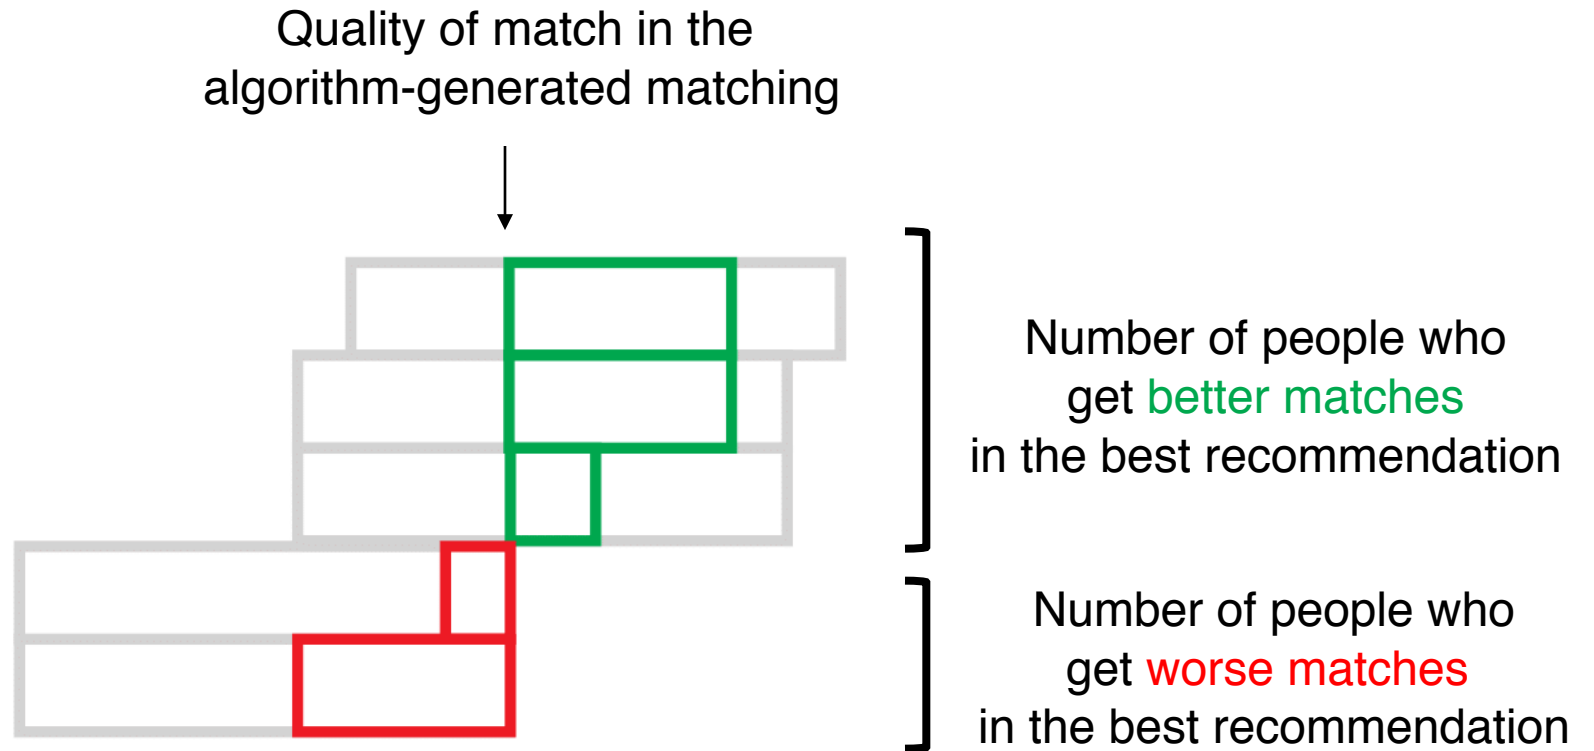 Quality of match in the
algorithm-generated matching
Number of people who
get better matches
in the best recommendation
Number of people who
get worse matches
in the best recommendation